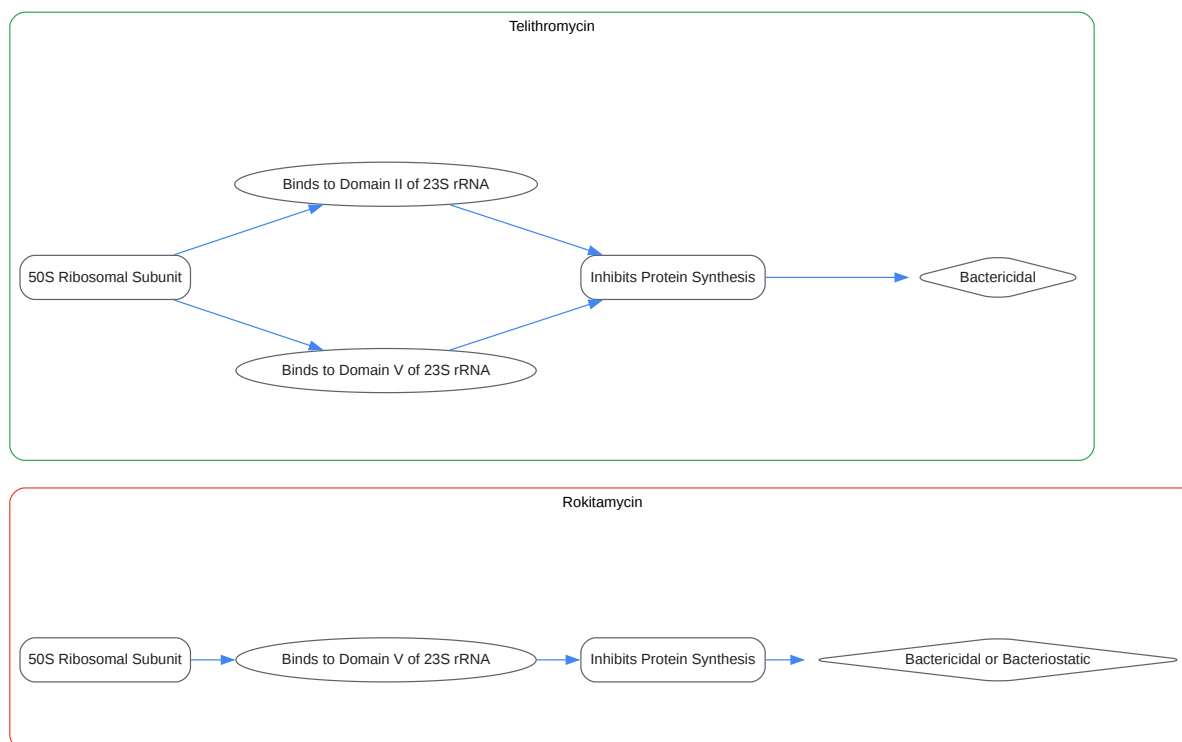 Telithromycin
Binds to Domain II of 23S rRNA
50S Ribosomal Subunit
Inhibits Protein Synthesis
Bactericidal
Binds to Domain V of 23S rRNA
Rokitamycin
50S Ribosomal Subunit
Binds to Domain V of 23S rRNA
Inhibits Protein Synthesis
Bactericidal or Bacteriostatic